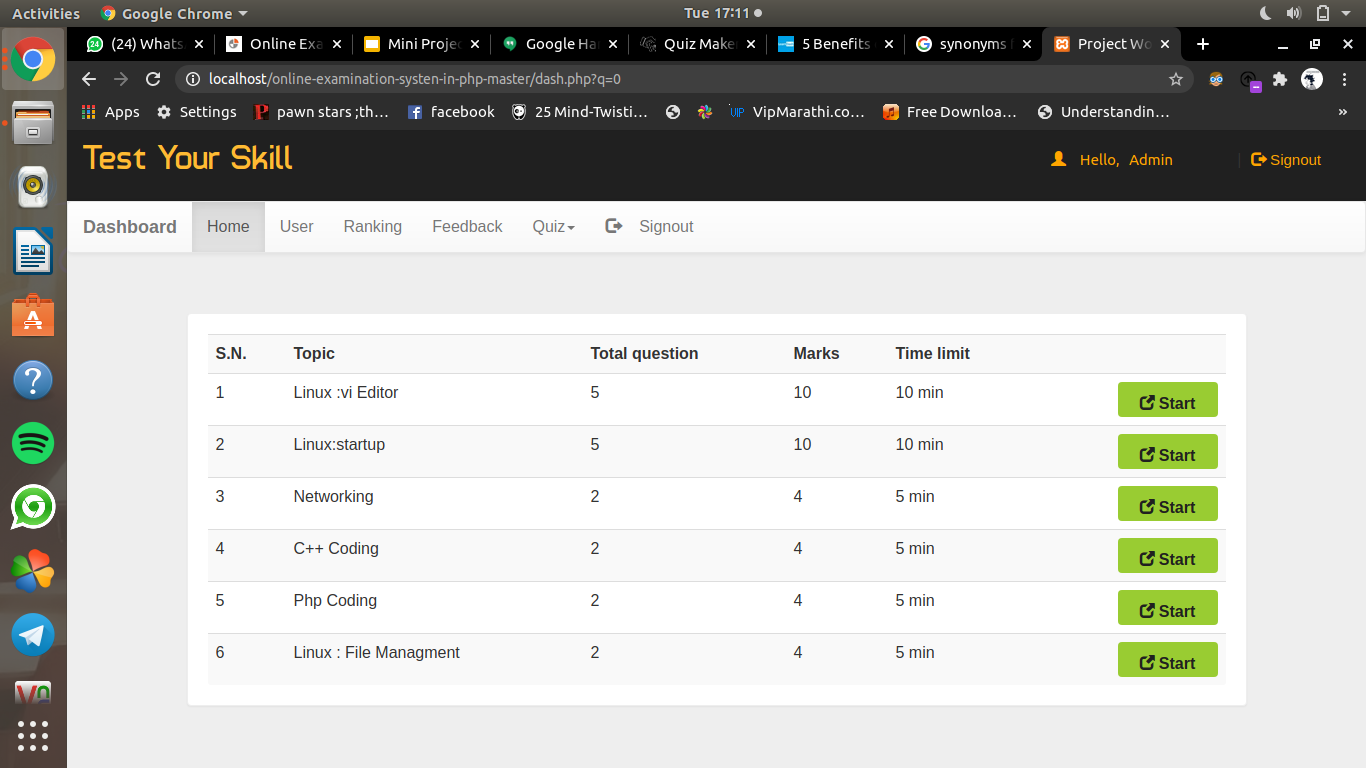 Activities Google Chrome Tue 17:11
(24) Whats Online Exa Mini Projec Google Ha Quiz Maker 5 Benefits synonyms f Project Wo
localhost/online-examination-systen-in-php-master/dash.php?q=0
Apps Settings pawn stars ;th… facebook 25 Mind-Twisti… VipMarathi.co… Free Downloa… Understandin… »
Test Your Skill Hello, Admin | Signout
Dashboard Home User Ranking Feedback Quiz Signout
S.N. Topic Total question Marks Time limit
1 Linux :vi Editor 5 10 10 min Start
2 Linux:startup 5 10 10 min Start
3 Networking 2 4 5 min Start
4 C++ Coding 2 4 5 min Start
5 Php Coding 2 4 5 min Start
6 Linux : File Managment 2 4 5 min Start